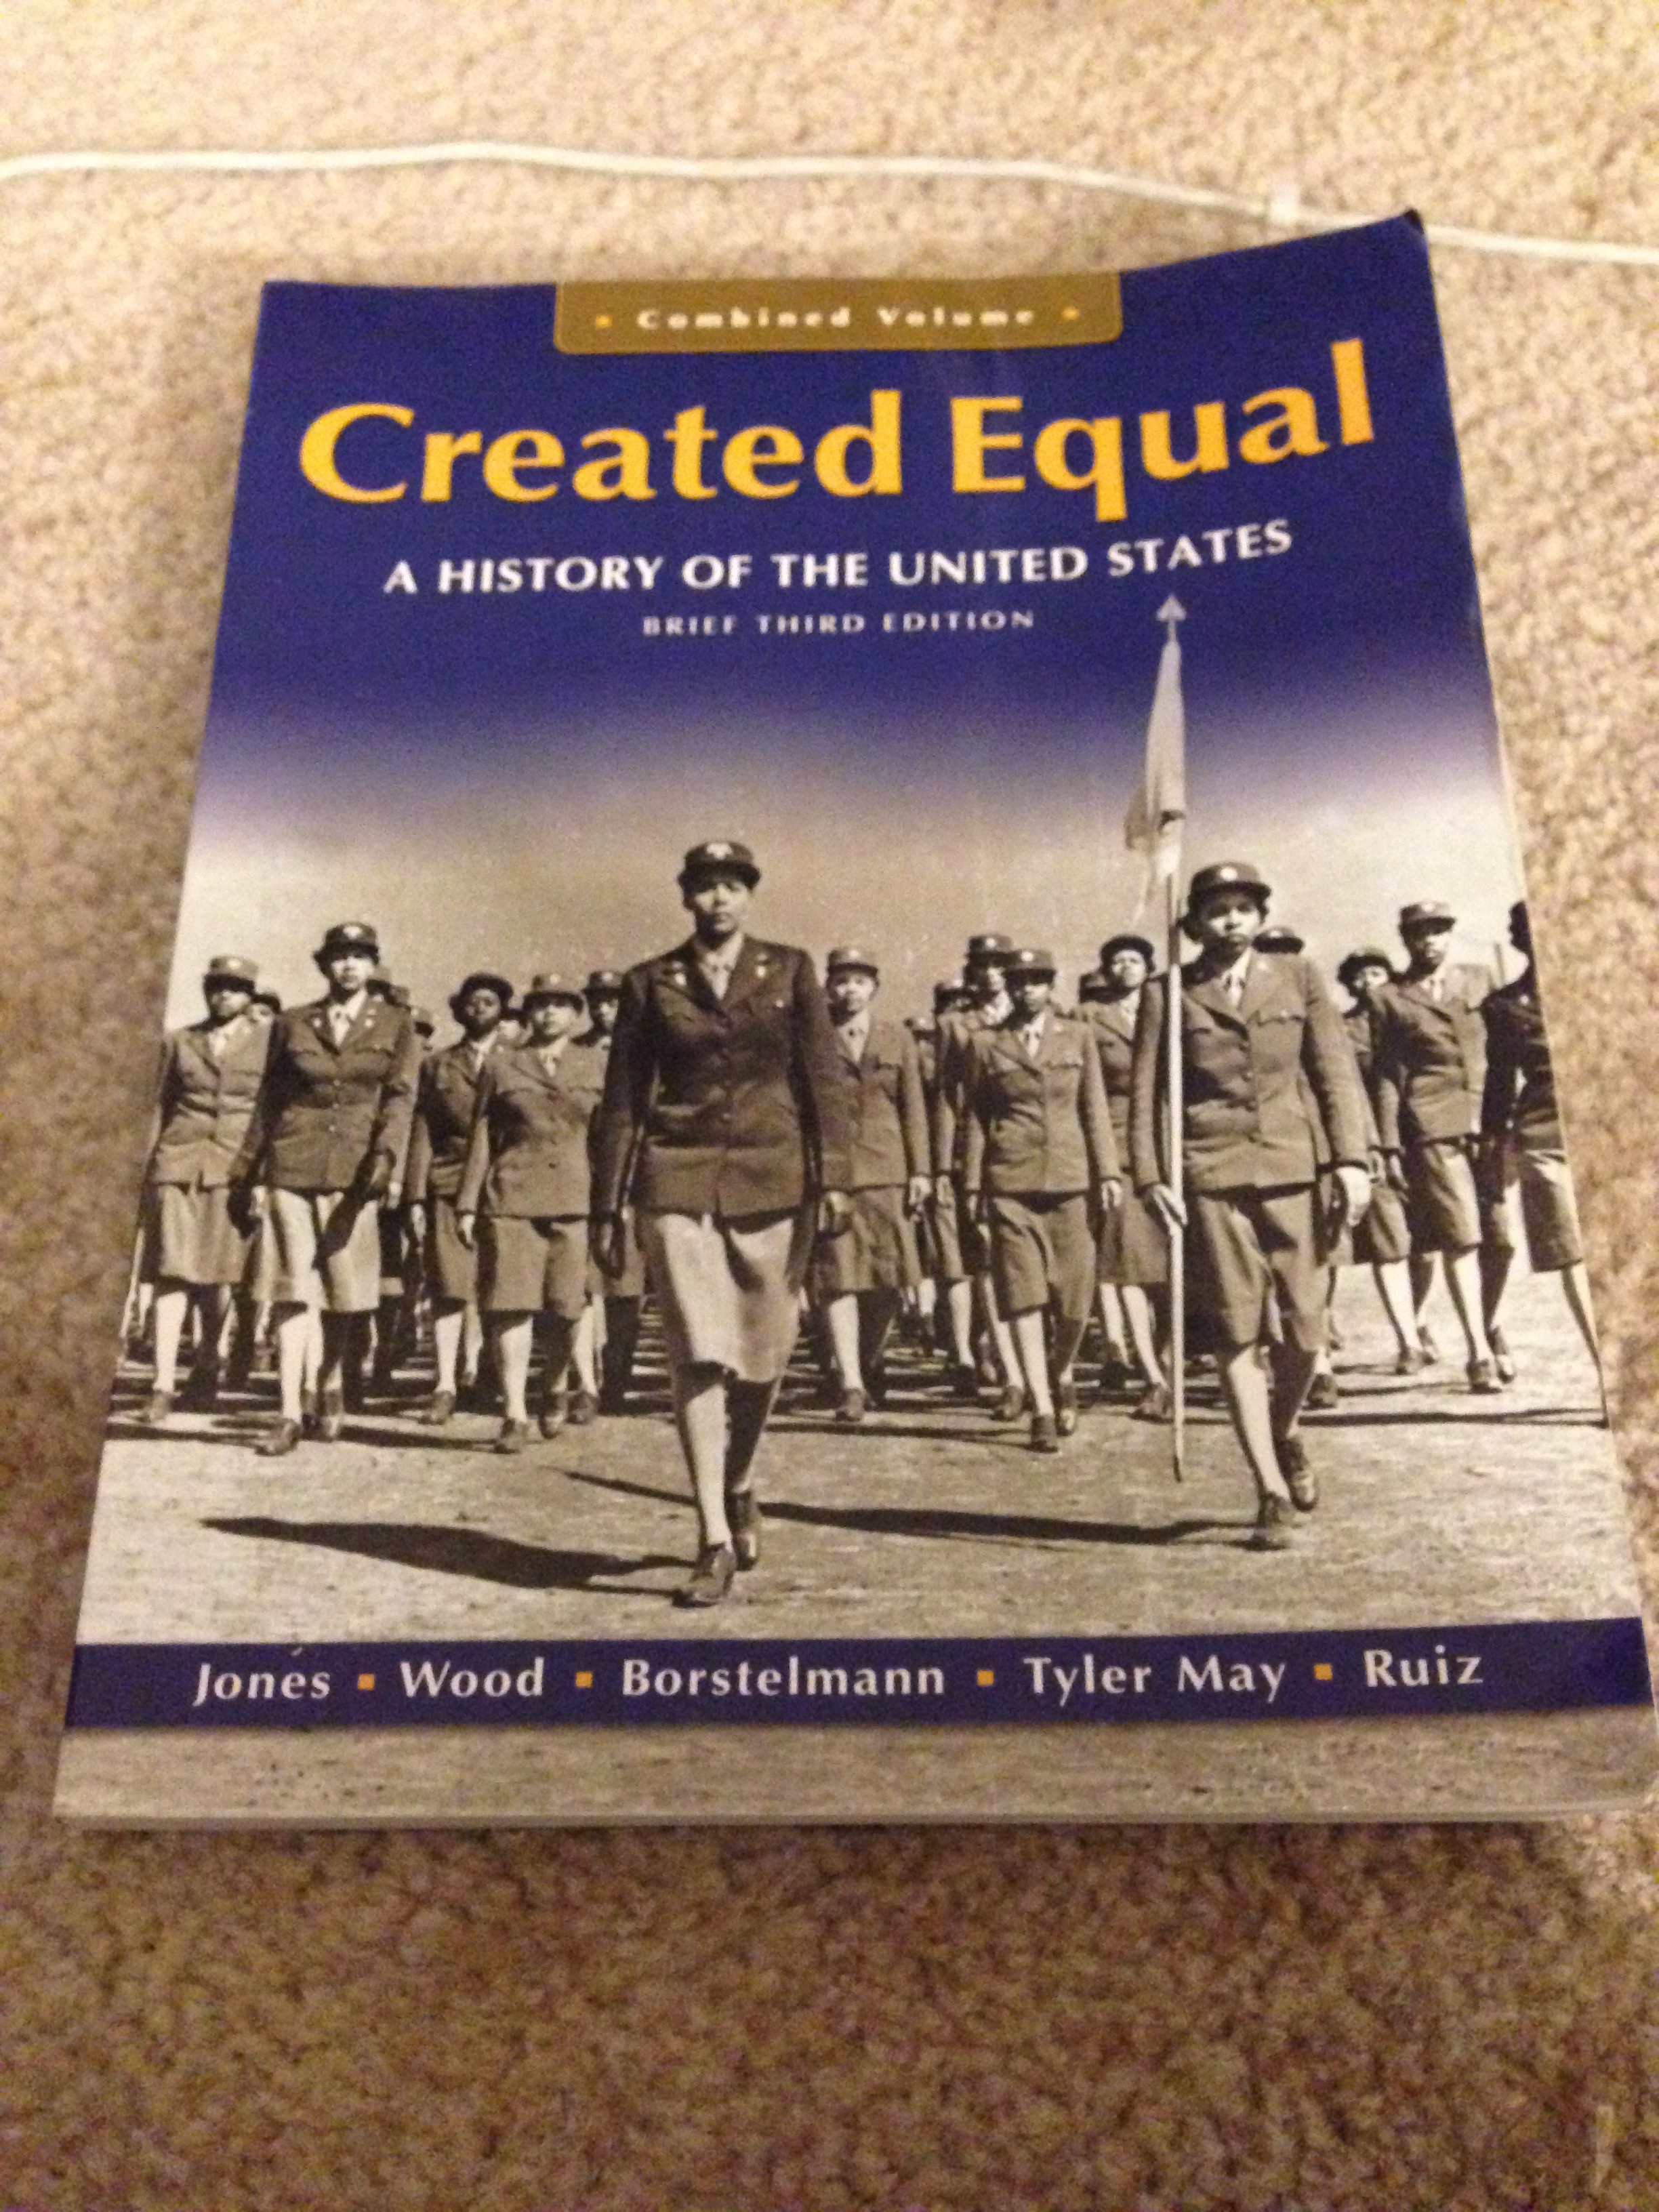 • Combined Volume •
Created Equal
A HISTORY OF THE UNITED STATES
BRIEF THIRD EDITION
Jones ▪ Wood ▪ Borstelmann ▪ Tyler May ▪ Ruiz